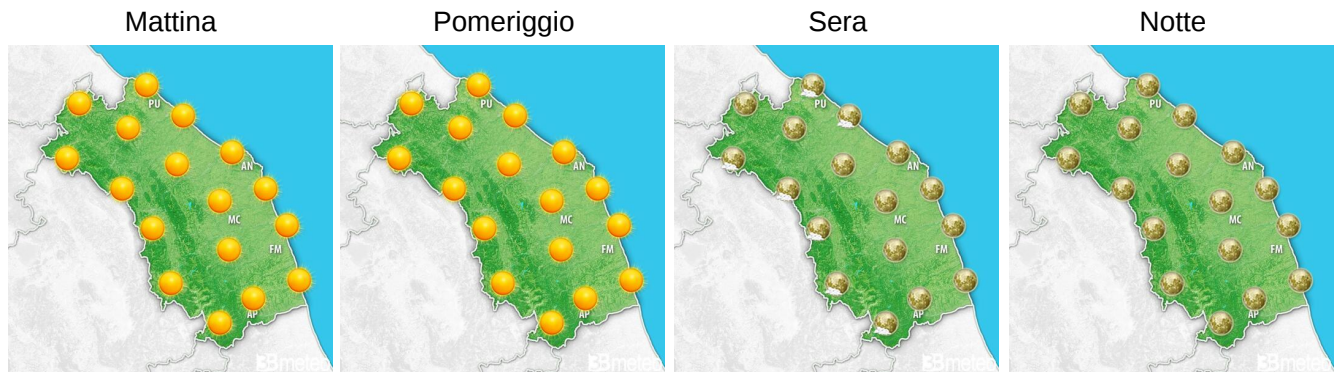 Mattina
Pomeriggio
Sera
Notte
PU
AN
MC
FM
AP
3Bmeteo
PU
AN
MC
FM
AP
3Bmeteo
PU
AN
MC
FM
AP
3Bmeteo
PU
AN
MC
FM
AP
3Bmeteo